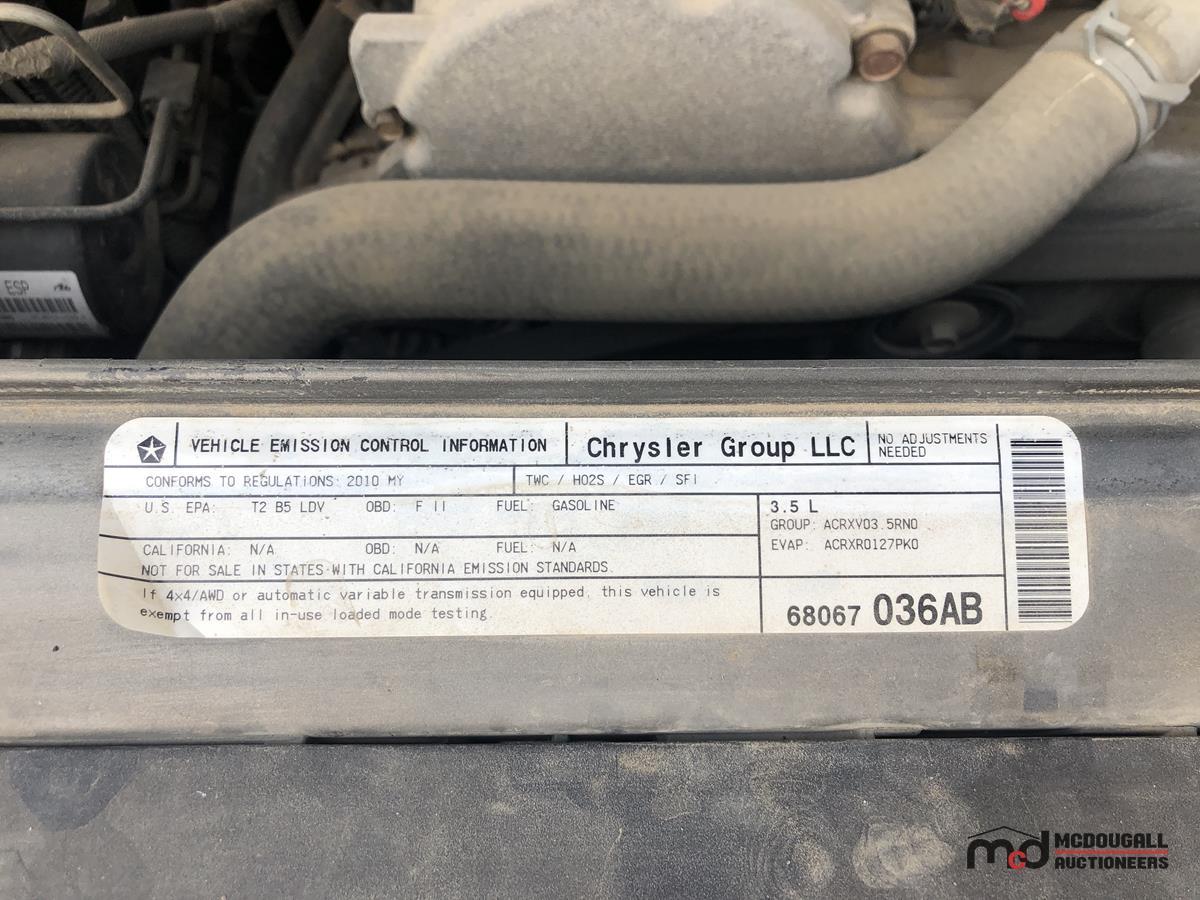 ESP
VEHICLE EMISSION CONTROL INFORMATION
Chrysler Group LLC
NO ADJUSTMENTS
NEEDED
CONFORMS TO REGULATIONS: 2010 MY
TWC / HO2S / EGR / SFI
U.S. EPA: T2 B5 LDV OBD: F II FUEL: GASOLINE
3.5 L
GROUP: ACRXV03.5RN0
EVAP: ACRXR0127PK0
CALIFORNIA: N/A OBD: N/A FUEL: N/A
NOT FOR SALE IN STATES WITH CALIFORNIA EMISSION STANDARDS.
If 4x4/AWD or automatic variable transmission equipped, this vehicle is
exempt from all in-use loaded mode testing.
68067 036AB
mcd MCDOUGALL
AUCTIONEERS